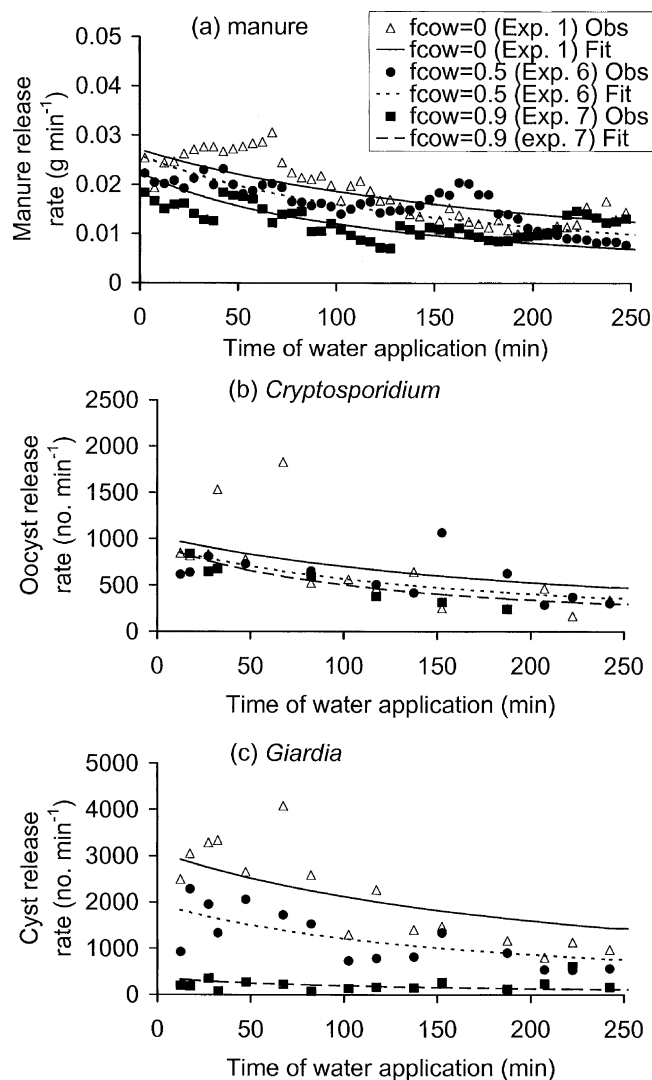 (a) manure
fcow=0 (Exp. 1) Obs
fcow=0 (Exp. 1) Fit
fcow=0.5 (Exp. 6) Obs
fcow=0.5 (Exp. 6) Fit
fcow=0.9 (Exp. 7) Obs
fcow=0.9 (exp. 7) Fit
Manure release
rate (g min⁻¹)
0.05
0.04
0.03
0.02
0.01
0
0 50 100 150 200 250
Time of water application (min)
(b) Cryptosporidium
Oocyst release
rate (no. min⁻¹)
2500
2000
1500
1000
500
0
0 50 100 150 200 250
Time of water application (min)
(c) Giardia
Cyst release
rate (no. min⁻¹)
5000
4000
3000
2000
1000
0
0 50 100 150 200 250
Time of water application (min)